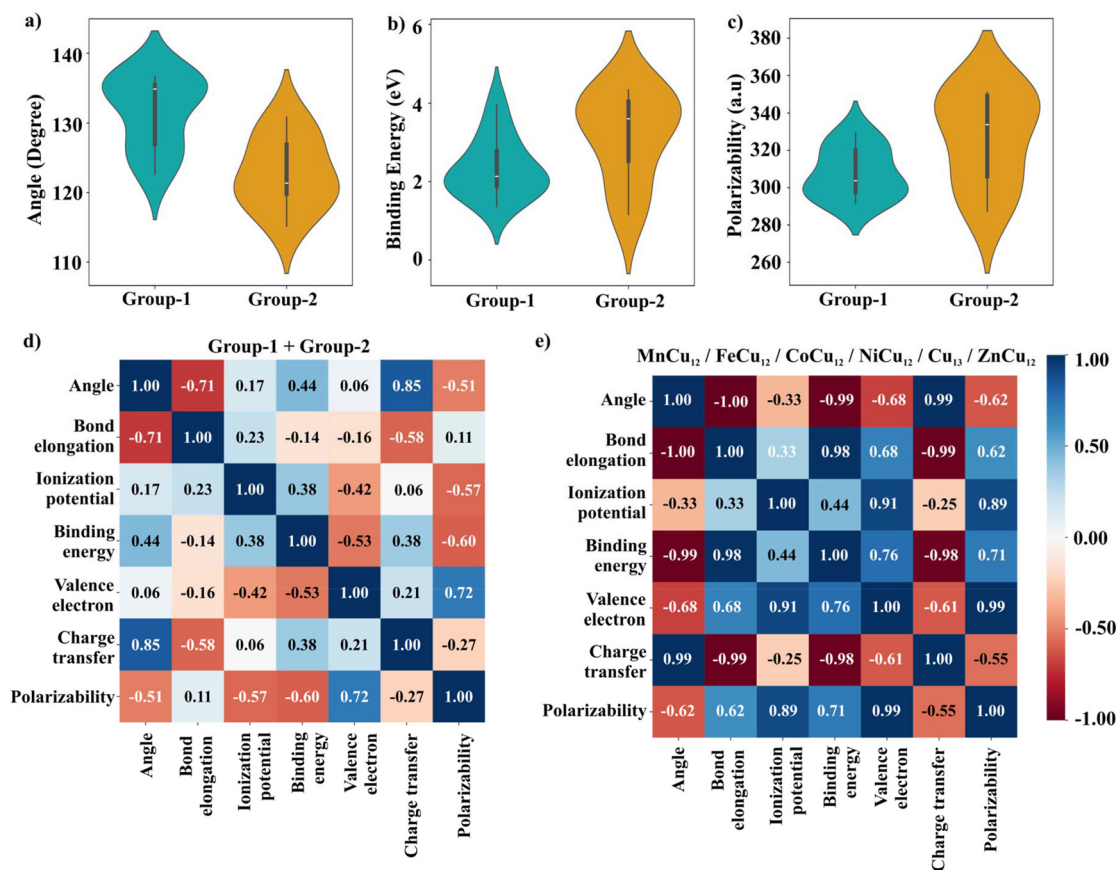 a)
140
130
120
110
Angle (Degree)
Group-1 Group-2
b)
6
4
2
0
Binding Energy (eV)
Group-1 Group-2
c)
380
360
340
320
300
280
260
Polarizability (a.u)
Group-1 Group-2
d)
Group-1 + Group-2
Angle 1.00 -0.71 0.17 0.44 0.06 0.85 -0.51
Bond
elongation -0.71 1.00 0.23 -0.14 -0.16 -0.58 0.11
Ionization
potential 0.17 0.23 1.00 0.38 -0.42 0.06 -0.57
Binding
energy 0.44 -0.14 0.38 1.00 -0.53 0.38 -0.60
Valence
electron 0.06 -0.16 -0.42 -0.53 1.00 0.21 0.72
Charge
transfer 0.85 -0.58 0.06 0.38 0.21 1.00 -0.27
Polarizability -0.51 0.11 -0.57 -0.60 0.72 -0.27 1.00
Angle
Bond
elongation
Ionization
potential
Binding
energy
Valence
electron
Charge transfer
Polarizability
e)
MnCu₁₂ / FeCu₁₂ / CoCu₁₂ / NiCu₁₂ / Cu₁₃ / ZnCu₁₂
Angle 1.00 -1.00 -0.33 -0.99 -0.68 0.99 -0.62
Bond
elongation -1.00 1.00 0.33 0.98 0.68 -0.99 0.62
Ionization
potential -0.33 0.33 1.00 0.44 0.91 -0.25 0.89
Binding
energy -0.99 0.98 0.44 1.00 0.76 -0.98 0.71
Valence
electron -0.68 0.68 0.91 0.76 1.00 -0.61 0.99
Charge
transfer 0.99 -0.99 -0.25 -0.98 -0.61 1.00 -0.55
Polarizability -0.62 0.62 0.89 0.71 0.99 -0.55 1.00
Angle
Bond
elongation
Ionization
potential
Binding
energy
Valence
electron
Charge transfer
Polarizability
1.00
0.50
0.00
-0.50
-1.00